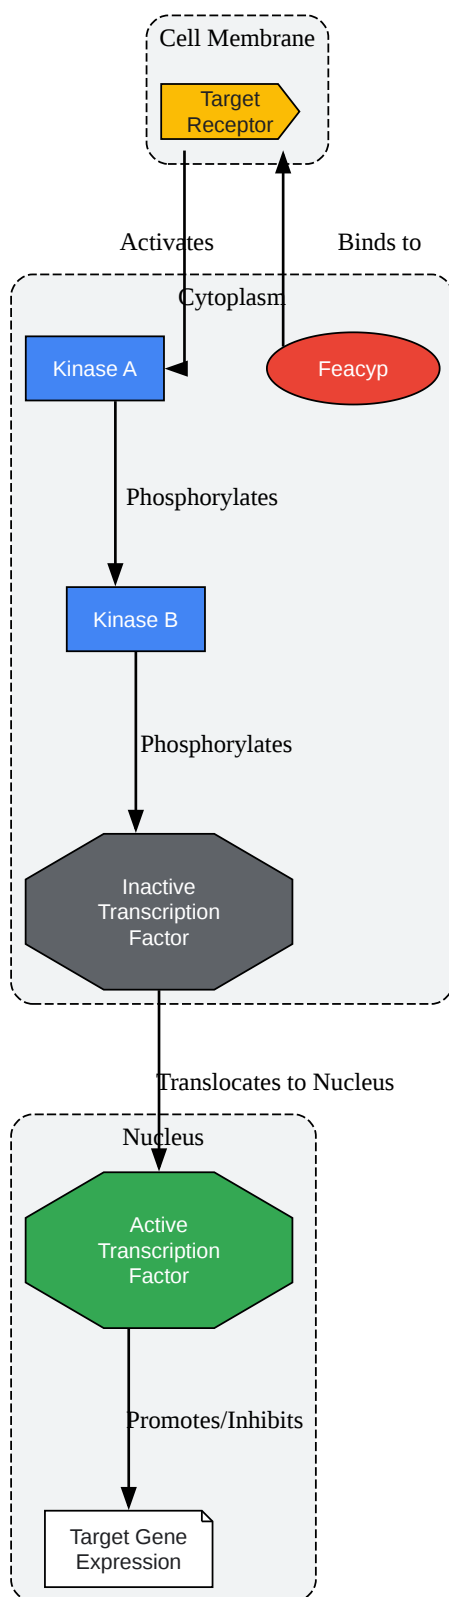 Cell Membrane
Target
Receptor
Activates
Binds to
Cytoplasm
Kinase A
Feacyp
Phosphorylates
Kinase B
Phosphorylates
Inactive
Transcription
Factor
Translocates to Nucleus
Nucleus
Active
Transcription
Factor
Promotes/Inhibits
Target Gene
Expression